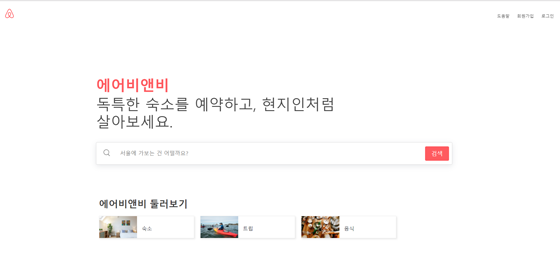 도움말 회원가입 로그인
에어비앤비
독특한 숙소를 예약하고, 현지인처럼
살아보세요.
서울에 가보는 건 어떨까요? 검색
에어비앤비 둘러보기
숙소 트립 음식